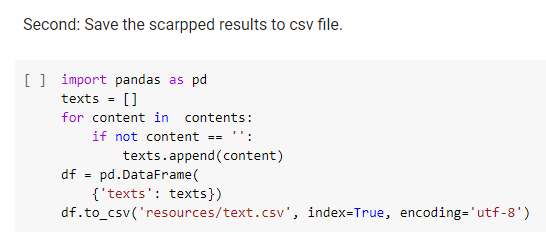 Second: Save the scarpped results to csv file.
[ ] import pandas as pd
texts = []
for content in  contents:
    if not content == '':
        texts.append(content)
df = pd.DataFrame(
    {'texts': texts})
df.to_csv('resources/text.csv', index=True, encoding='utf-8')